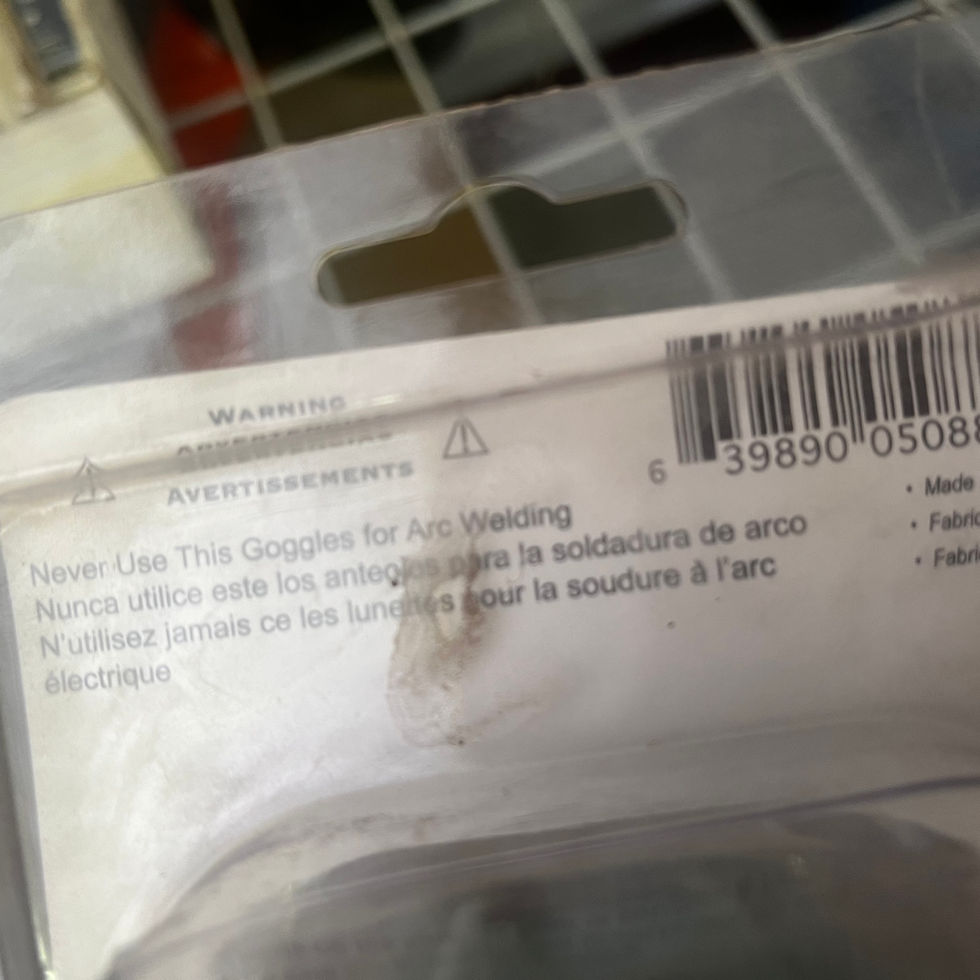 WARNING
ADVERTENCIAS
AVERTISSEMENTS
Never Use This Goggles for Arc Welding
Nunca utilice este los anteojos para la soldadura de arco
N'utilisez jamais ce les lunettes pour la soudure à l'arc
électrique
6 39890 0508
• Made
• Fabric
• Fabri